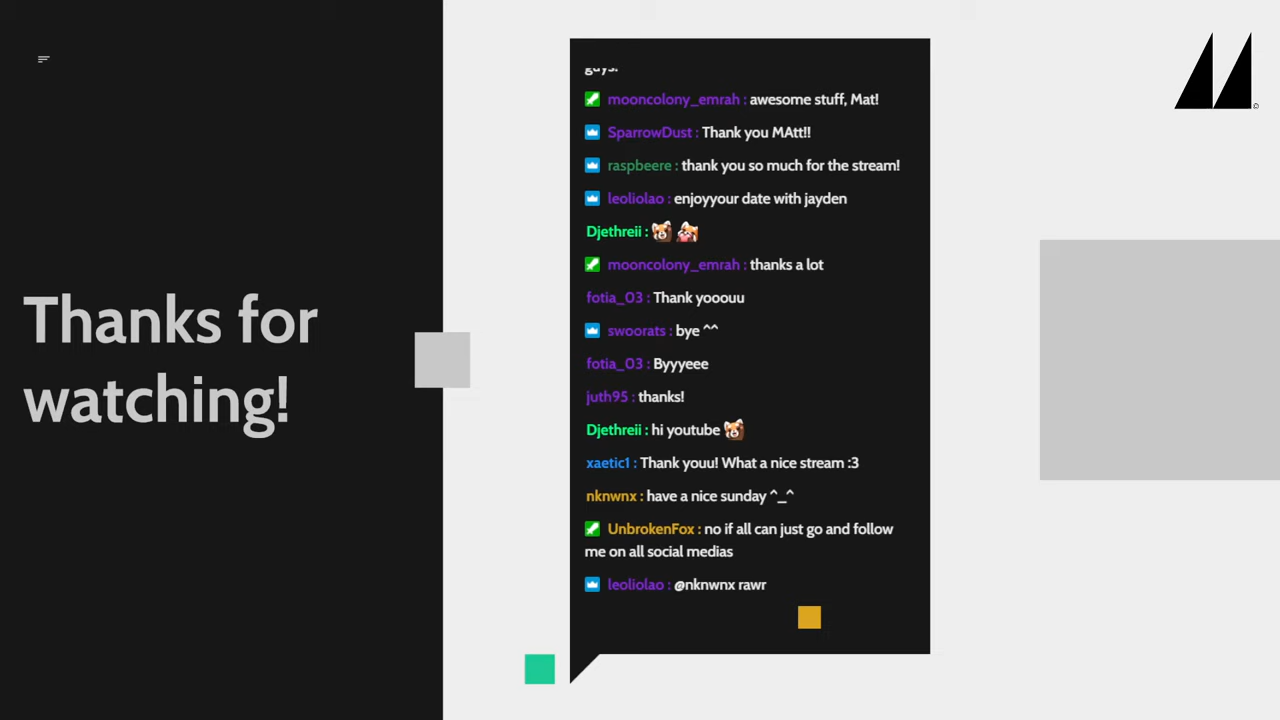 Thanks for
watching!
guys!
mooncolony_emrah : awesome stuff, Mat!
SparrowDust : Thank you MAtt!!
raspbeere : thank you so much for the stream!
leoliolao : enjoyyour date with jayden
Djethreii :
mooncolony_emrah : thanks a lot
fotia_03 : Thank yooouu
swoorats : bye ^^
fotia_03 : Byyyeee
juth95 : thanks!
Djethreii : hi youtube
xaetic1 : Thank youu! What a nice stream :3
nknwnx : have a nice sunday ^_^
UnbrokenFox : no if all can just go and follow
me on all social medias
leoliolao : @nknwnx rawr
©